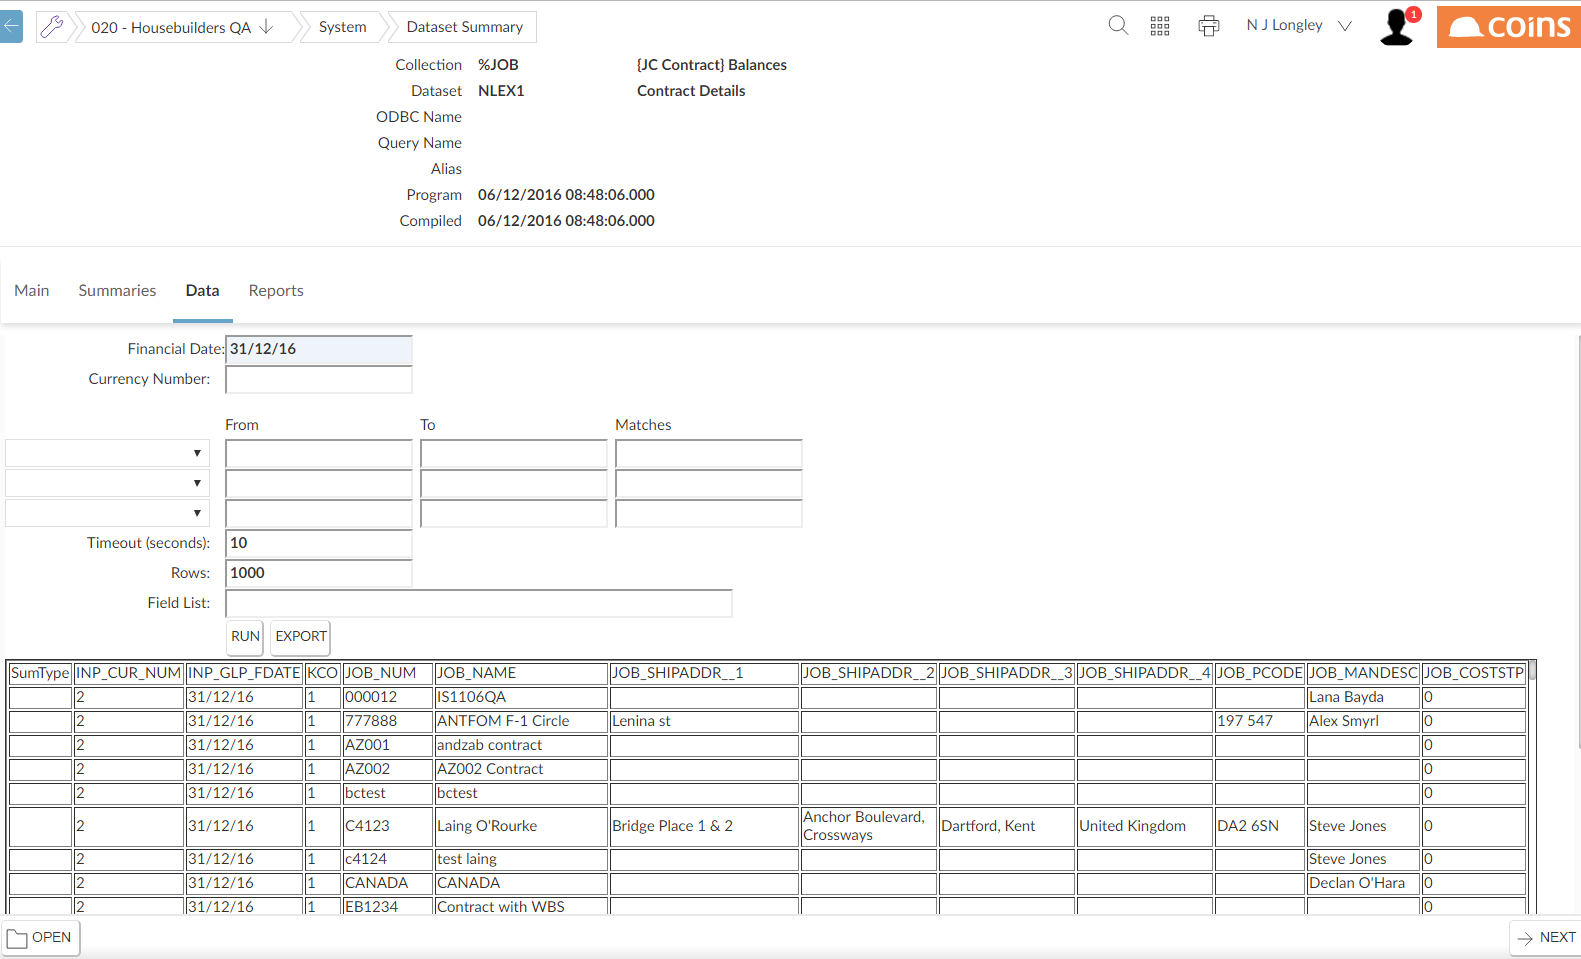 020 - Housebuilders QA System Dataset Summary N J Longley 1 coins
Collection %JOB {JC Contract} Balances
Dataset NLEX1 Contract Details
ODBC Name
Query Name
Alias
Program 06/12/2016 08:48:06.000
Compiled 06/12/2016 08:48:06.000
Main Summaries Data Reports
Financial Date: 31/12/16
Currency Number:
From To Matches
Timeout (seconds): 10
Rows: 1000
Field List:
RUN EXPORT
SumType INP_CUR_NUM INP_GLP_FDATE KCO JOB_NUM JOB_NAME JOB_SHIPADDR__1 JOB_SHIPADDR__2 JOB_SHIPADDR__3 JOB_SHIPADDR__4 JOB_PCODE JOB_MANDESC JOB_COSTSTP
2 31/12/16 1 000012 IS1106QA Lana Bayda 0
2 31/12/16 1 777888 ANTFOM F-1 Circle Lenina st 197 547 Alex Smyrl 0
2 31/12/16 1 AZ001 andzab contract 0
2 31/12/16 1 AZ002 AZ002 Contract 0
2 31/12/16 1 bctest bctest 0
2 31/12/16 1 C4123 Laing O'Rourke Bridge Place 1 & 2 Anchor Boulevard, Crossways Dartford, Kent United Kingdom DA2 6SN Steve Jones 0
2 31/12/16 1 c4124 test laing Steve Jones 0
2 31/12/16 1 CANADA CANADA Declan O'Hara 0
2 31/12/16 1 EB1234 Contract with WBS 0
OPEN NEXT